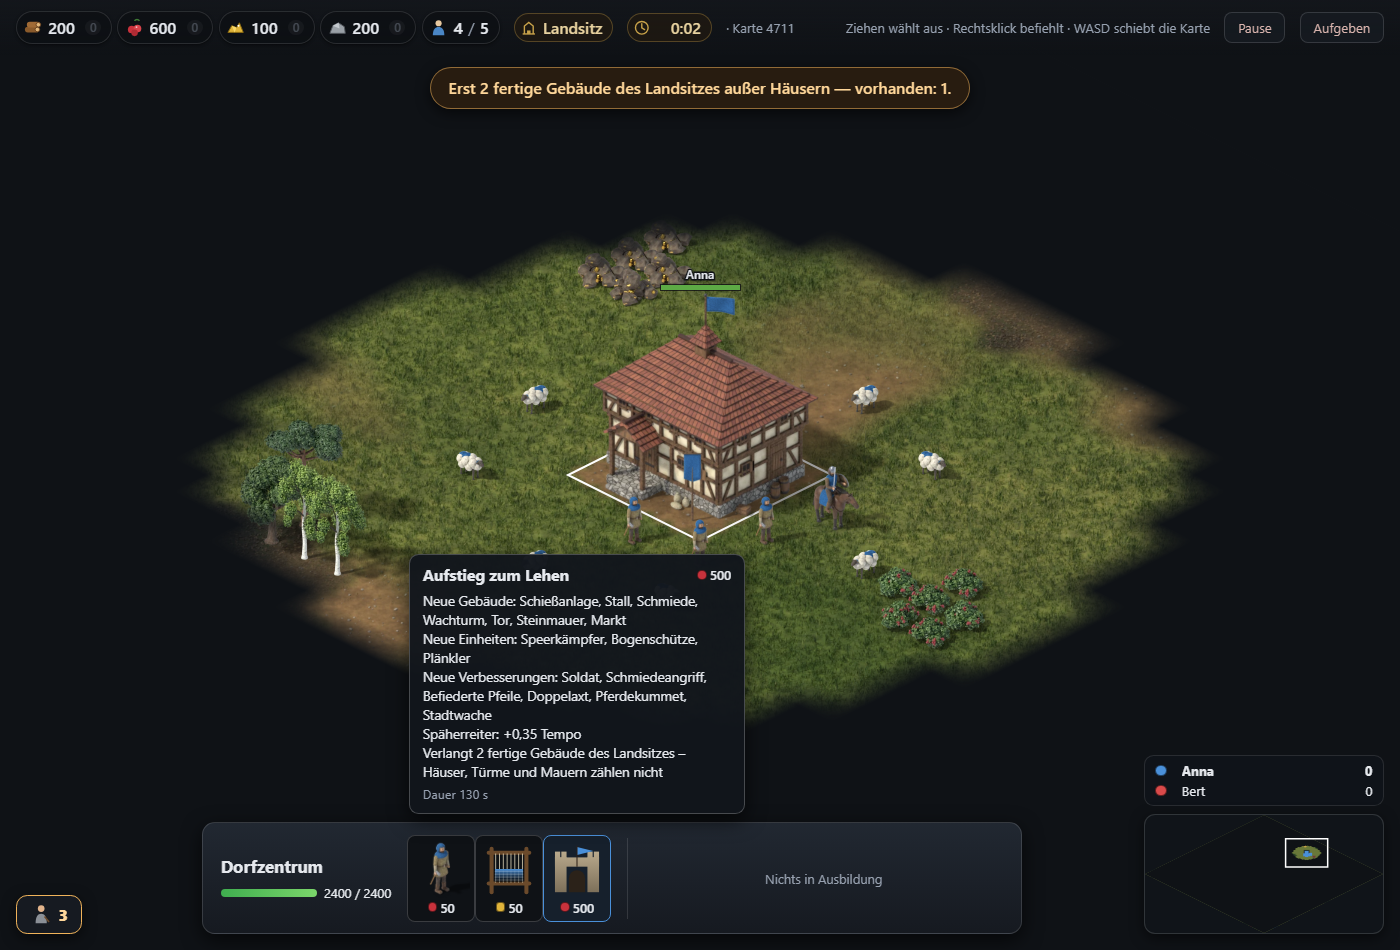 200 0 600 0 100 0 200 0 4 / 5 Landsitz 0:02 · Karte 4711 Ziehen wählt aus · Rechtsklick befiehlt · WASD schiebt die Karte Pause Aufgeben
Erst 2 fertige Gebäude des Landsitzes außer Häusern — vorhanden: 1.
Anna
Aufstieg zum Lehen 500
Neue Gebäude: Schießanlage, Stall, Schmiede,
Wachturm, Tor, Steinmauer, Markt
Neue Einheiten: Speerkämpfer, Bogenschütze,
Plänkler
Neue Verbesserungen: Soldat, Schmiedeangriff,
Befiederte Pfeile, Doppelaxt, Pferdekummet,
Stadtwache
Späherreiter: +0,35 Tempo
Verlangt 2 fertige Gebäude des Landsitzes –
Häuser, Türme und Mauern zählen nicht
Dauer 130 s
Anna 0
Bert 0
Dorfzentrum
2400 / 2400
50 50 500
Nichts in Ausbildung
3